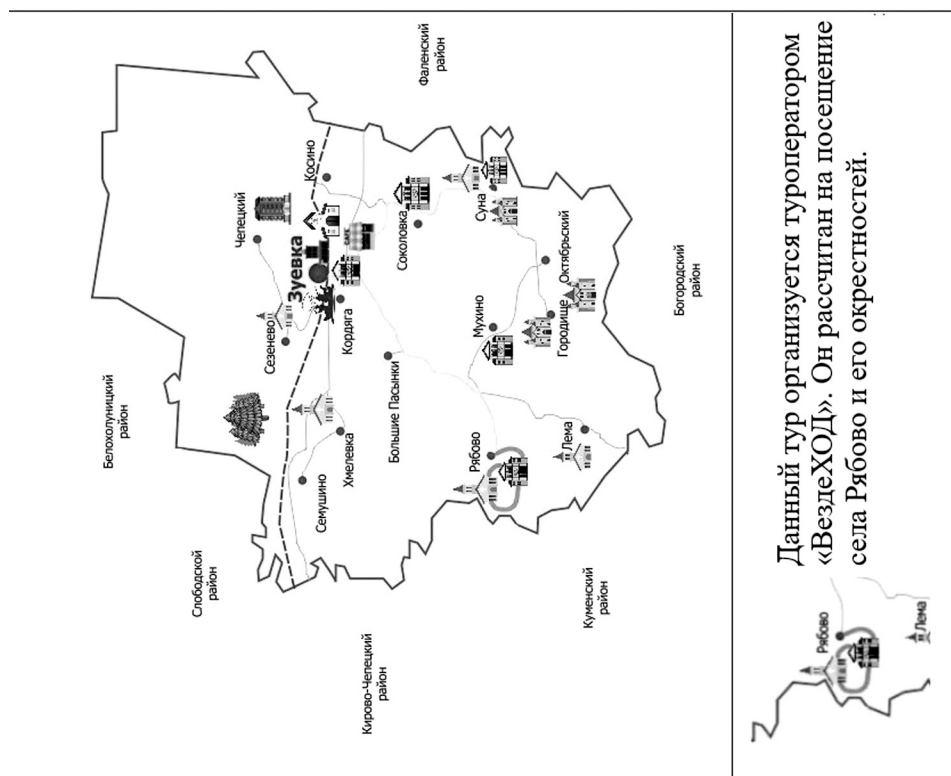 Белохолуницкий
район
Слободской
район
Кирово-Чепецкий
район
Куменский
район
Богородский
район
Фаленский
район
Чепецкий
Косино
Зуевка
CAFE
Сезенево
Кордяга
Соколовка
Суна
Семушино
Хмелевка
Большие Пасынки
Мухино
Октябрьский
Городище
Рябово
Лема
Данный тур организуется туроператором
«ВездеХОД». Он рассчитан на посещение
села Рябово и его окрестностей.
Рябово
Лема